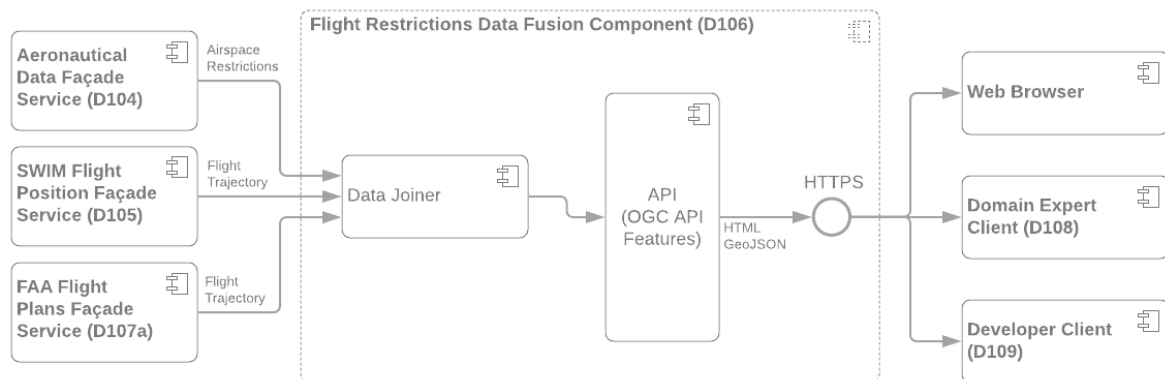 Flight Restrictions Data Fusion Component (D106)
Aeronautical
Data Façade
Service (D104)
Airspace
Restrictions
SWIM Flight
Position Façade
Service (D105)
Flight
Trajectory
FAA Flight
Plans Façade
Service (D107a)
Flight
Trajectory
Data Joiner
API
(OGC API
Features)
HTML
GeoJSON
HTTPS
Web Browser
Domain Expert
Client (D108)
Developer Client
(D109)